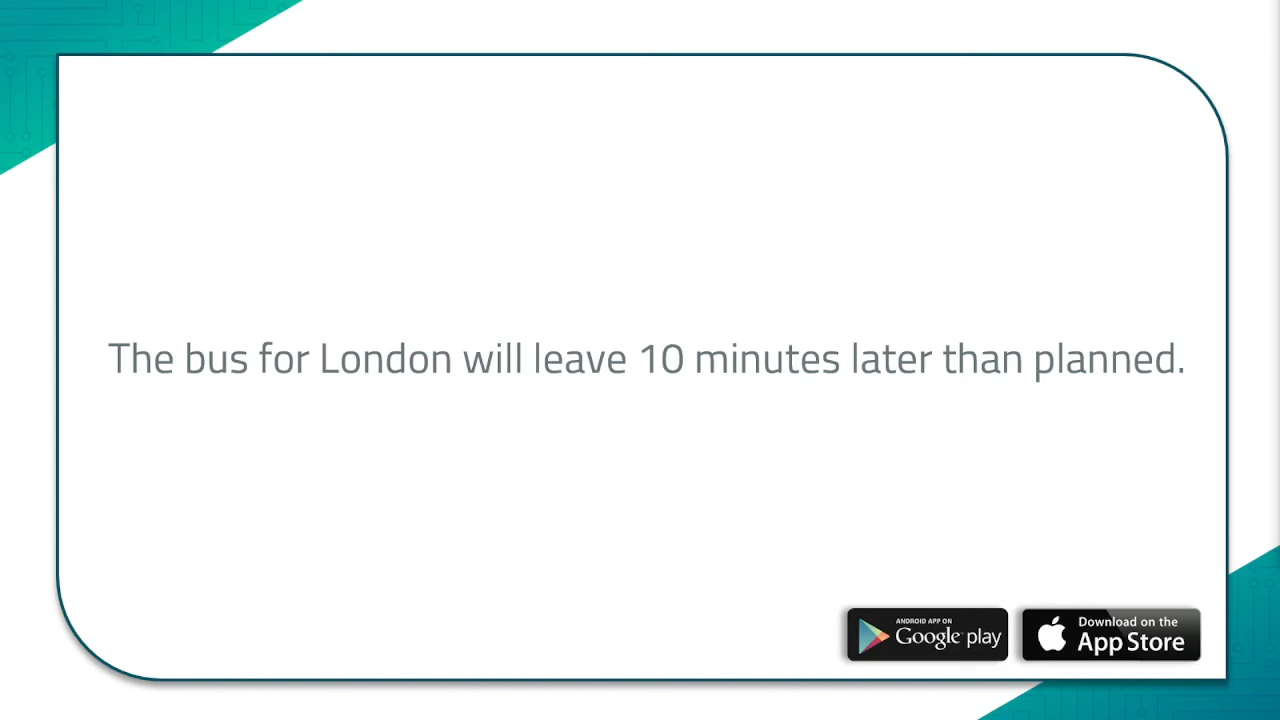 The bus for London will leave 10 minutes later than planned.
ANDROID APP ON
Google play
Download on the
App Store